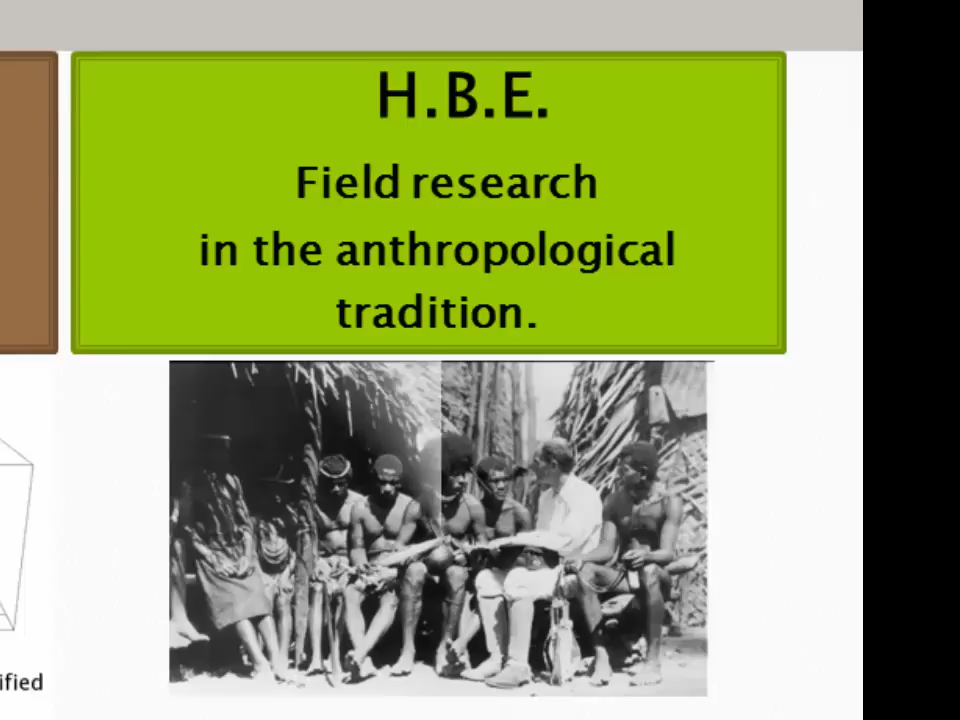 H.B.E.
Field research
in the anthropological
tradition.
ified